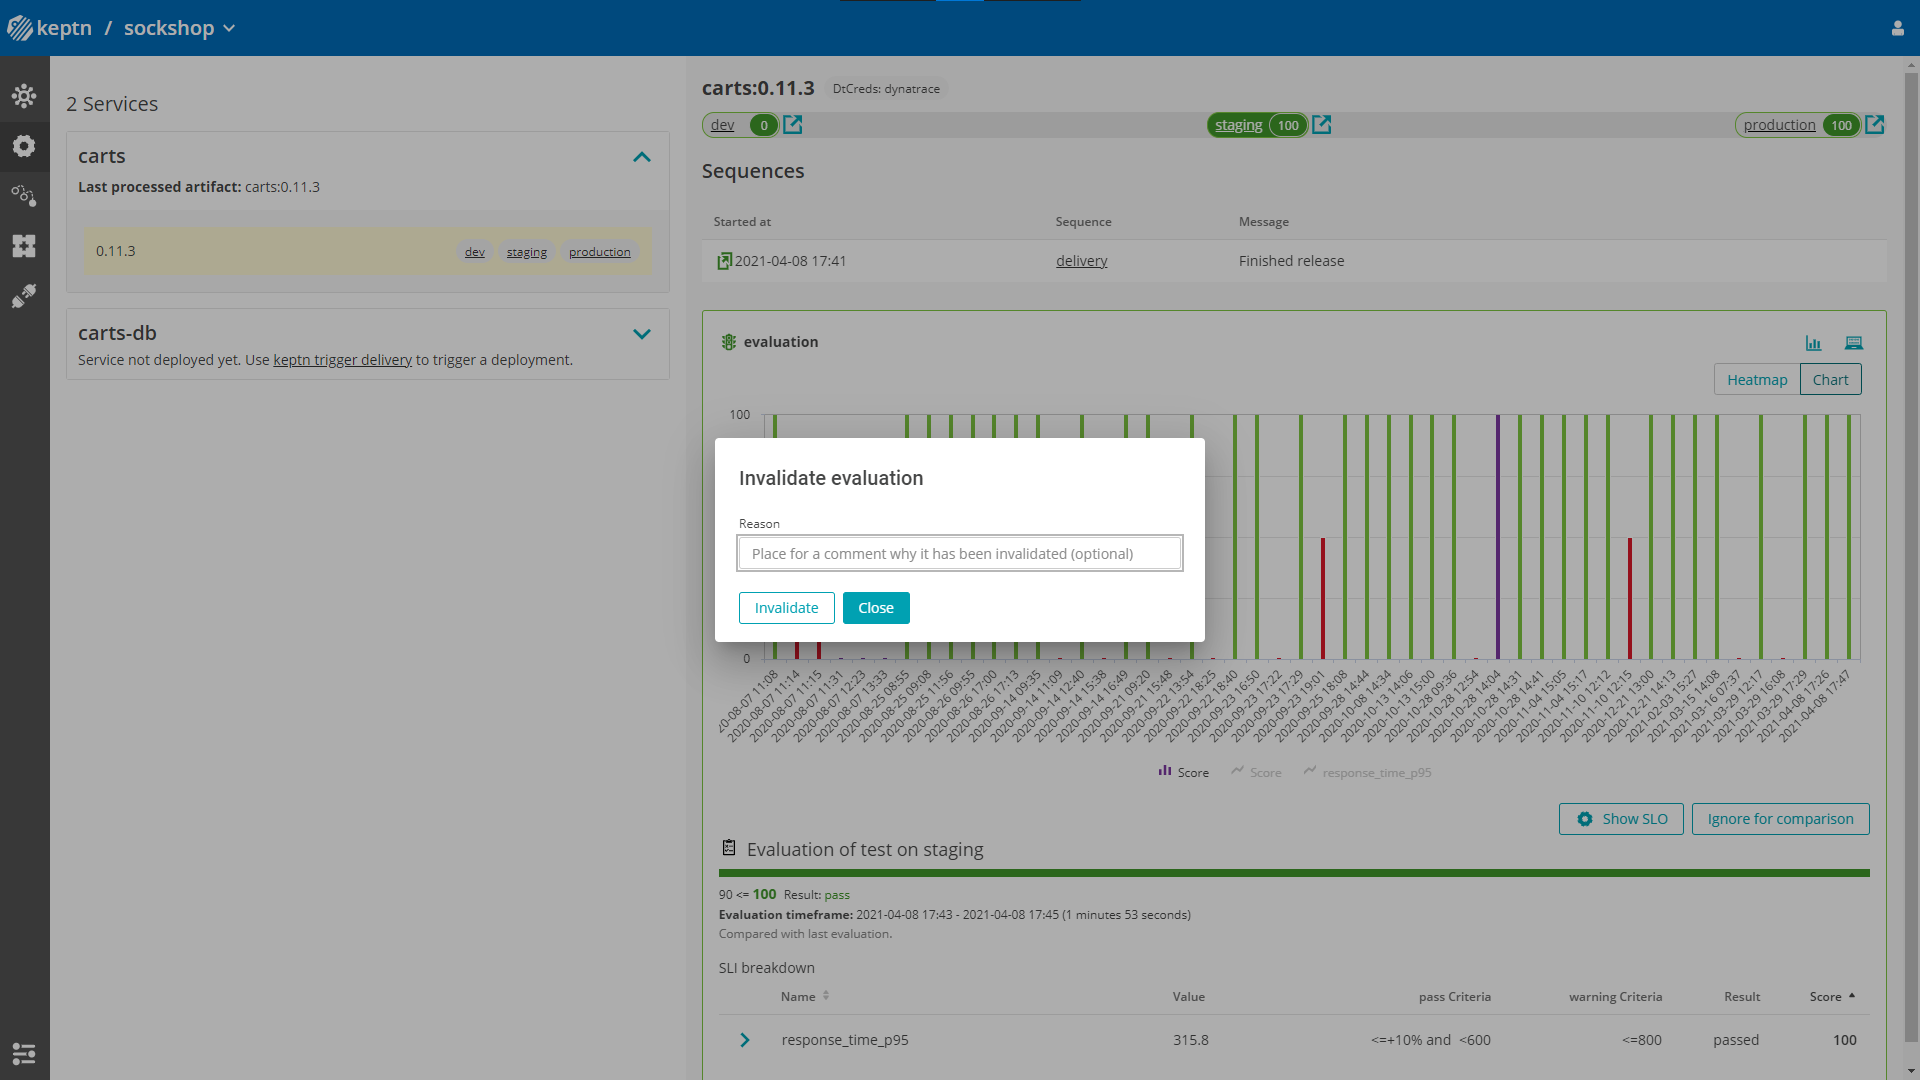 keptn / sockshop
2 Services
carts
Last processed artifact: carts:0.11.3
0.11.3 dev staging production
carts-db
Service not deployed yet. Use keptn trigger delivery to trigger a deployment.
carts:0.11.3 DtCreds: dynatrace
dev 0 staging 100 production 100
Sequences
Started at Sequence Message
2021-04-08 17:41 delivery Finished release
evaluation
Heatmap Chart
100
Invalidate evaluation
Reason
Place for a comment why it has been invalidated (optional)
Invalidate Close
0
20-08-07 11:08
2020-08-07 11:14
2020-08-07 11:15
2020-08-07 11:31
2020-08-07 12:23
2020-08-07 13:33
2020-08-25 08:55
2020-08-25 09:08
2020-08-25 11:56
2020-08-26 09:55
2020-08-26 17:00
2020-08-26 17:13
2020-09-14 09:35
2020-09-14 11:09
2020-09-14 12:40
2020-09-14 15:38
2020-09-14 16:49
2020-09-21 09:20
2020-09-21 15:48
2020-09-22 13:54
2020-09-22 18:25
2020-09-22 18:40
2020-09-23 16:50
2020-09-23 17:22
2020-09-23 17:29
2020-09-23 19:01
2020-09-25 18:08
2020-09-28 14:44
2020-10-08 14:34
2020-10-13 14:06
2020-10-13 15:00
2020-10-28 09:36
2020-10-28 12:54
2020-10-28 14:04
2020-10-28 14:31
2020-10-28 14:41
2020-11-04 15:05
2020-11-04 15:17
2020-11-10 12:12
2020-11-10 12:15
2020-12-21 13:00
2020-12-21 14:13
2021-02-03 15:27
2021-03-15 14:08
2021-03-16 07:37
2021-03-29 12:17
2021-03-29 16:08
2021-03-29 17:29
2021-04-08 17:26
2021-04-08 17:47
Score Score response_time_p95
Show SLO Ignore for comparison
Evaluation of test on staging
90 <= 100 Result: pass
Evaluation timeframe: 2021-04-08 17:43 - 2021-04-08 17:45 (1 minutes 53 seconds)
Compared with last evaluation.
SLI breakdown
Name Value pass Criteria warning Criteria Result Score
response_time_p95 315.8 <=+10% and <600 <=800 passed 100